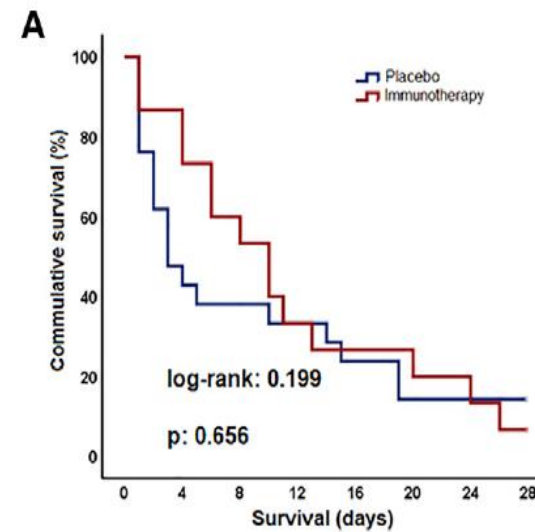 A
Commulative survival (%)
100
80
60
40
20
0
Placebo
Immunotherapy
log-rank: 0.199
p: 0.656
0 4 8 12 16 20 24 28
Survival (days)